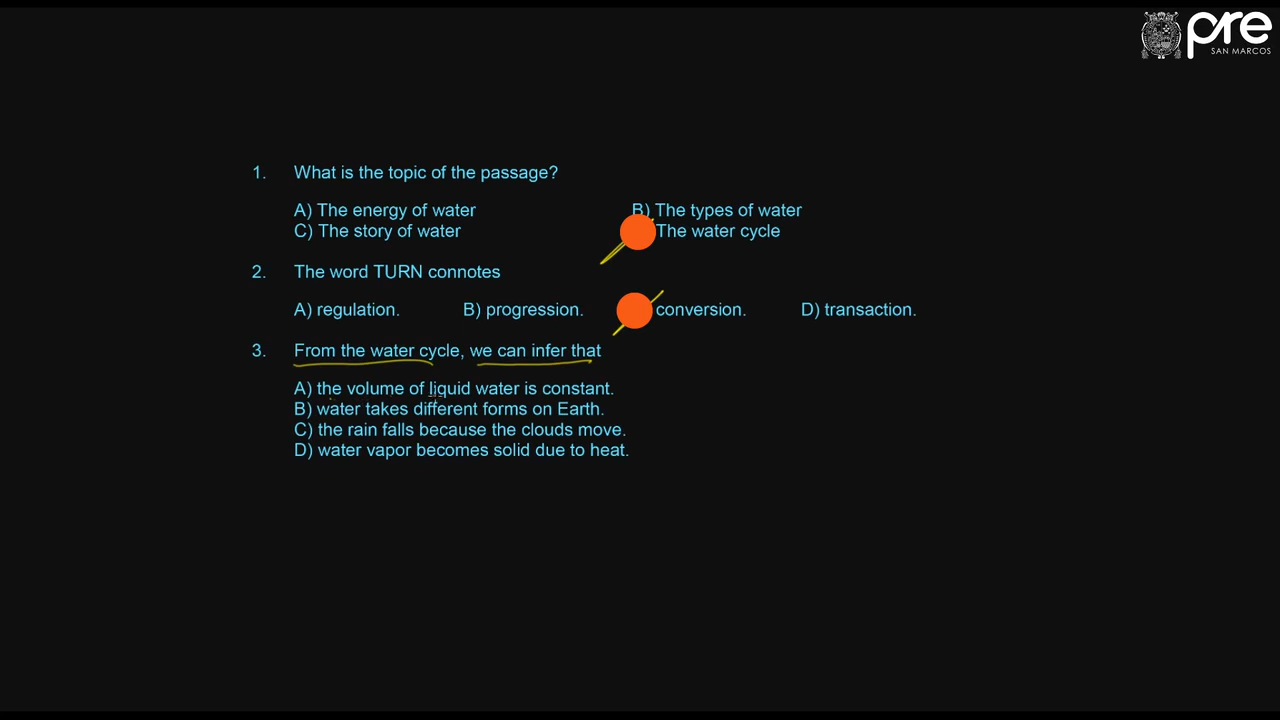 pre
SAN MARCOS
1. What is the topic of the passage?
A) The energy of water B) The types of water
C) The story of water The water cycle
2. The word TURN connotes
A) regulation. B) progression. conversion. D) transaction.
3. From the water cycle, we can infer that
A) the volume of liquid water is constant.
B) water takes different forms on Earth.
C) the rain falls because the clouds move.
D) water vapor becomes solid due to heat.